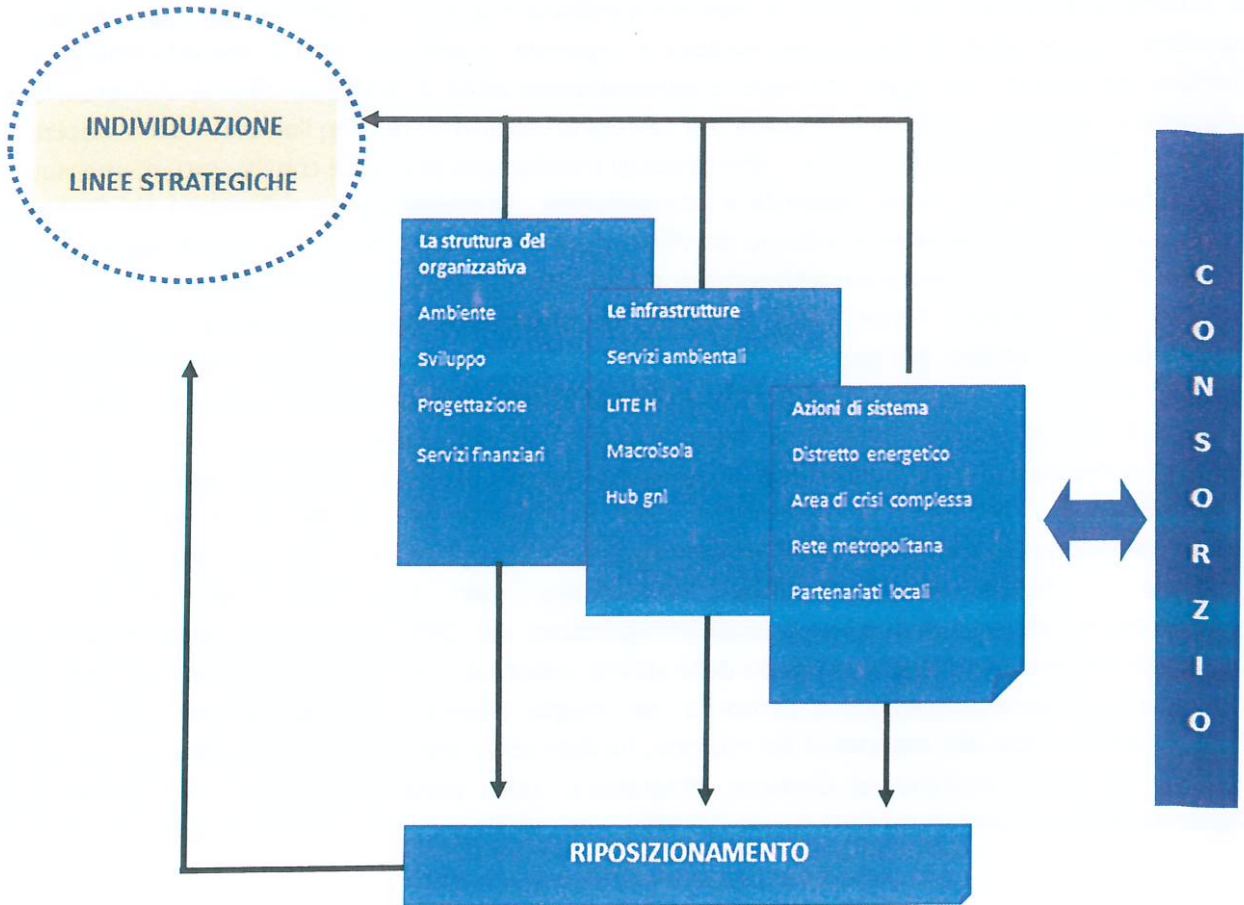 INDIVIDUAZIONE
LINEE STRATEGICHE
La struttura del
organizzativa
Ambiente
Sviluppo
Progettazione
Servizi finanziari
Le infrastrutture
Servizi ambientali
LITE H
Macroisola
Hub gnl
Azioni di sistema
Distretto energetico
Area di crisi complessa
Rete metropolitana
Partenariati locali
C
O
N
S
O
R
Z
I
O
RIPOSIZIONAMENTO